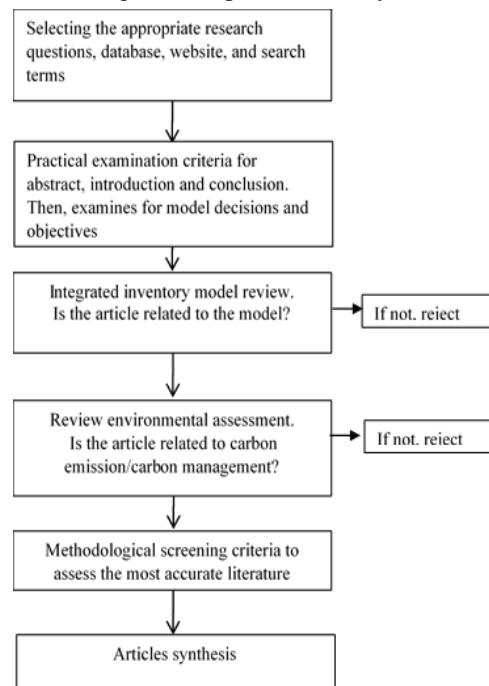 Selecting the appropriate research
questions, database, website, and search
terms
Practical examination criteria for
abstract, introduction and conclusion.
Then, examines for model decisions and
objectives
Integrated inventory model review.
Is the article related to the model?
If not. reject
Review environmental assessment.
Is the article related to carbon
emission/carbon management?
If not. reject
Methodological screening criteria to
assess the most accurate literature
Articles synthesis